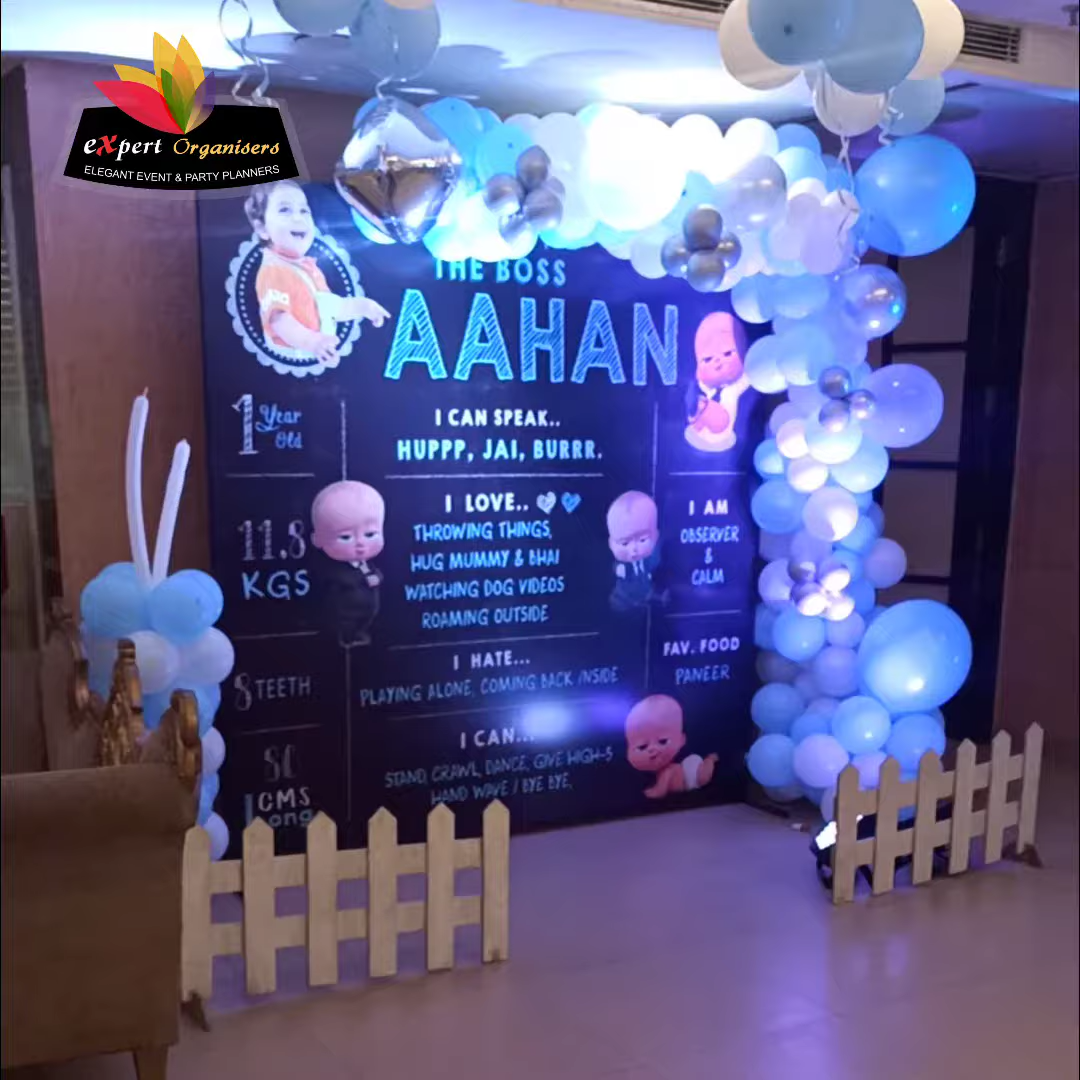 eXpert Organisers
ELEGANT EVENT & PARTY PLANNERS
THE BOSS
AAHAN
1 Year Old
11.8
KGS
8 TEETH
80
CMS
Long
I CAN SPEAK..
HUPPP, JAI, BURRR.
I LOVE..
THROWING THINGS,
HUG MUMMY & BHAI
WATCHING DOG VIDEOS
ROAMING OUTSIDE
I HATE...
PLAYING ALONE, COMING BACK INSIDE
I CAN...
STAND, CRAWL, DANCE, GIVE HIGH-5
HAND WAVE / BYE BYE,
I AM
OBSERVER
&
CALM
FAV. FOOD
PANEER